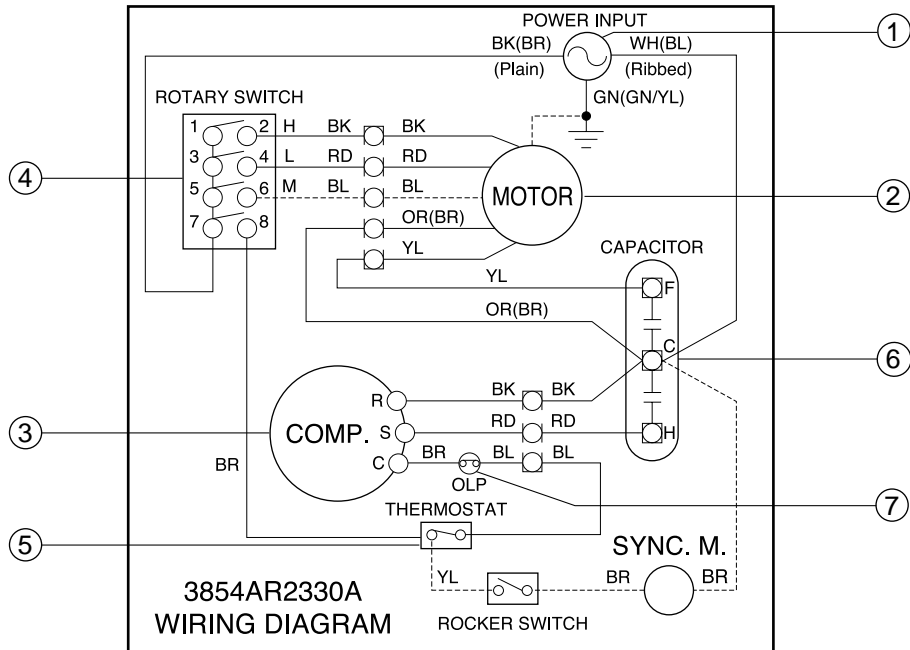 POWER INPUT
1
BK(BR)
WH(BL)
(Plain)
(Ribbed)
GN(GN/YL)
ROTARY SWITCH
1 2 H BK BK
3 4 L RD RD
4
5 6 M BL BL
MOTOR
2
7 8
OR(BR)
YL
CAPACITOR
YL
F
OR(BR)
C
6
R BK BK
3
COMP.
S RD RD
H
BR
C BR BL BL
OLP
7
THERMOSTAT
5
SYNC. M.
YL
BR
BR
3854AR2330A
WIRING DIAGRAM
ROCKER SWITCH